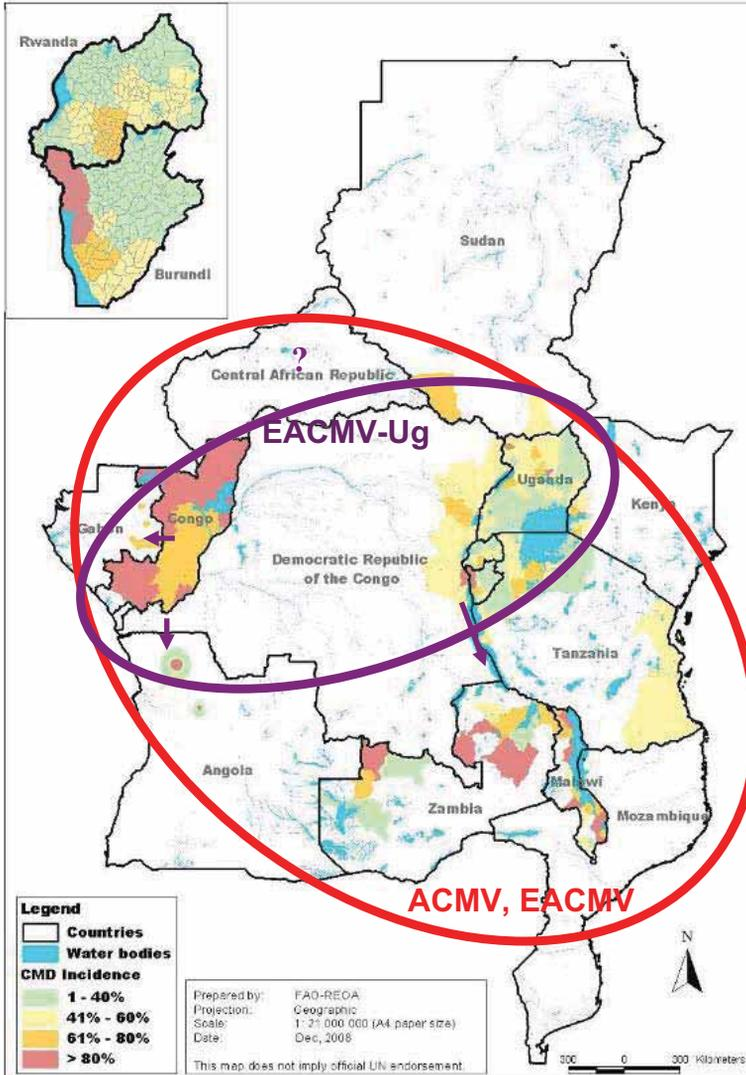 Rwanda
Burundi
Sudan
?
Central African Republic
EACMV-Ug
Uganda
Kenya
Gabon
Congo
Democratic Republic
of the Congo
Tanzania
Angola
Zambia
Malawi
Mozambique
ACMV, EACMV
Legend
Countries
Water bodies
CMD Incidence
1 - 40%
41% - 60%
61% - 80%
> 80%
Prepared by: FAO-REOA
Projection: Geographic
Scale: 1: 21 000 000 (A4 paper size)
Date: Dec, 2008
This map does not imply official UN endorsement.
N
300 0 300 Kilometers